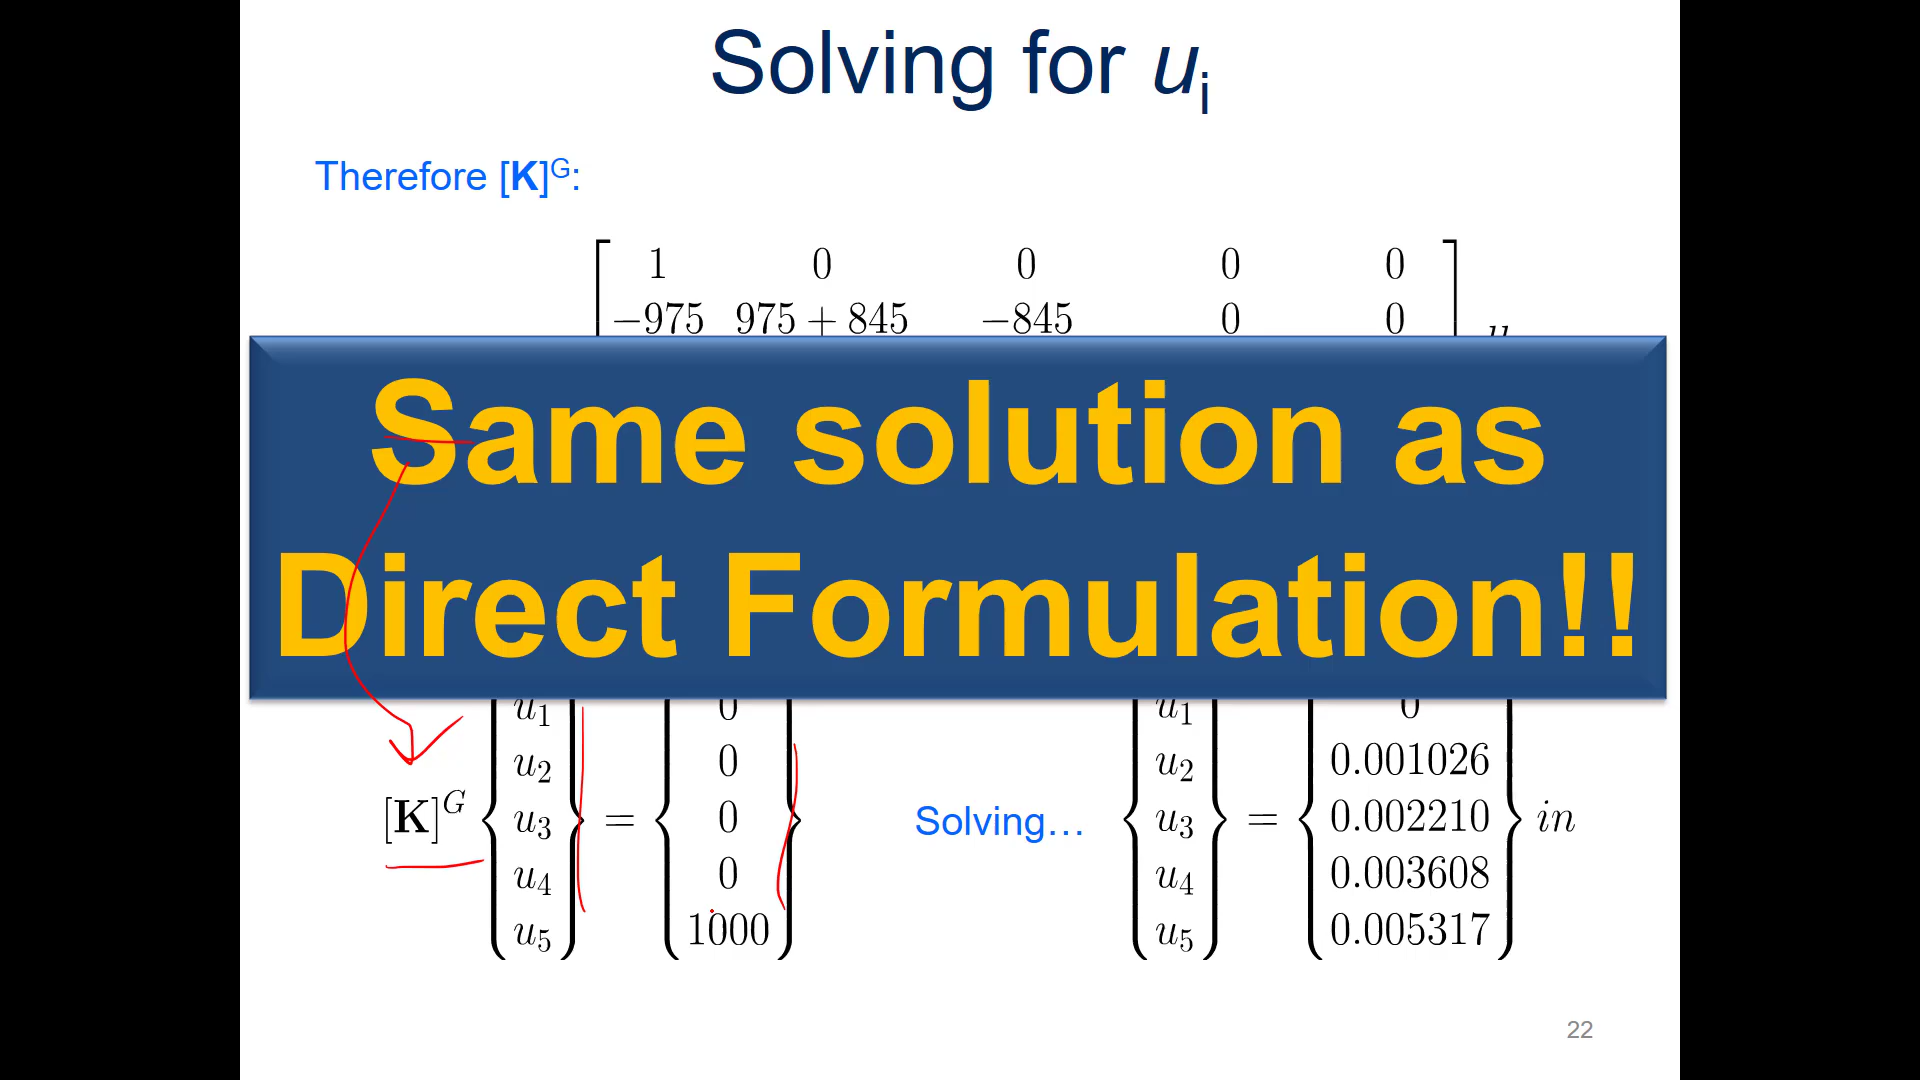 Solving for uᵢ
Therefore [K]ᴳ:
1 0 0 0 0
−975 975 + 845 −845 0 0
Same solution as
Direct Formulation!!
u₁ 0 u₁ 0
u₂ 0 u₂ 0.001026
[K]ᴳ u₃ = 0 Solving... u₃ = 0.002210 in
u₄ 0 u₄ 0.003608
u₅ 1000 u₅ 0.005317
22